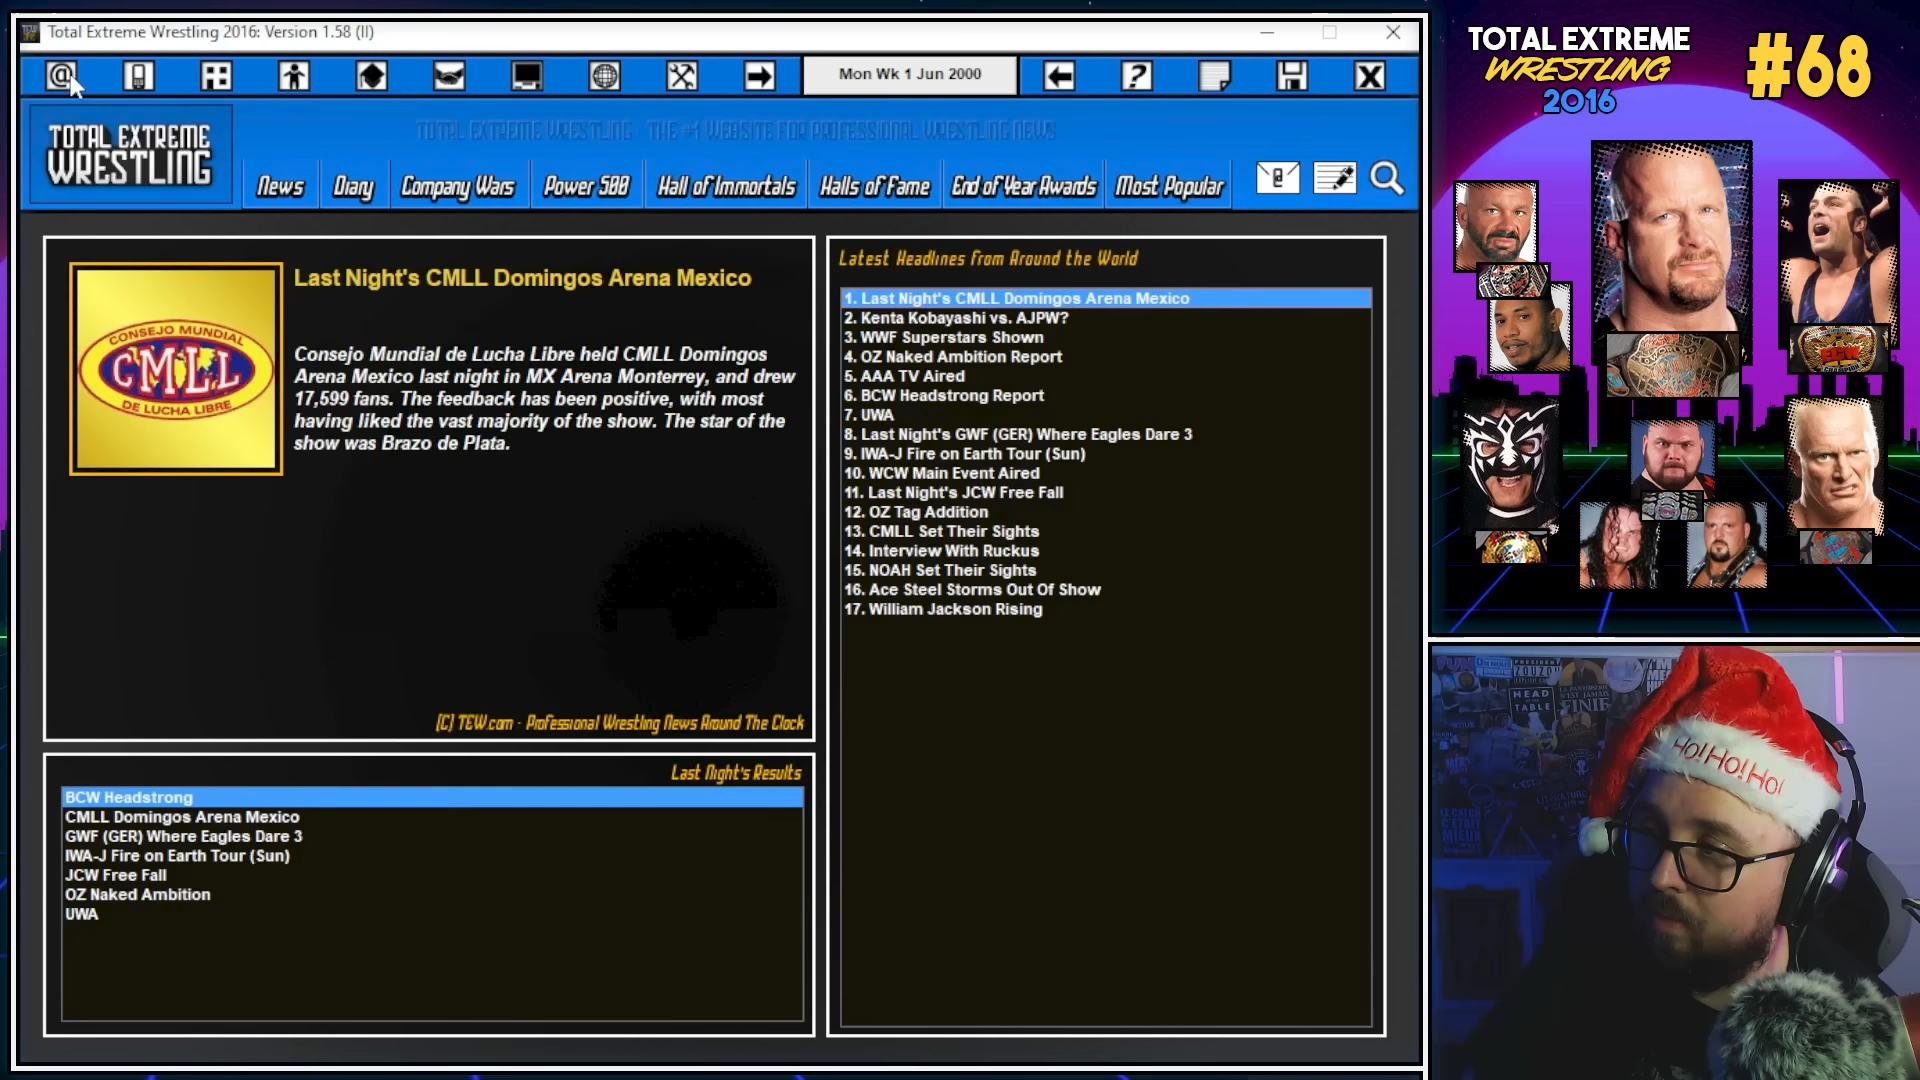 Total Extreme Wrestling 2016: Version 1.58 (II)
Mon Wk 1 Jun 2000
TOTAL EXTREME
WRESTLING
TOTAL EXTREME WRESTLING - THE #1 WEBSITE FOR PROFESSIONAL WRESTLING NEWS
News
Diary
Company Wars
Power 500
Hall of Immortals
Halls of Fame
End of Year Awards
Most Popular
Last Night's CMLL Domingos Arena Mexico
CONSEJO MUNDIAL
CMLL
DE LUCHA LIBRE
Consejo Mundial de Lucha Libre held CMLL Domingos
Arena Mexico last night in MX Arena Monterrey, and drew
17,599 fans. The feedback has been positive, with most
having liked the vast majority of the show. The star of the
show was Brazo de Plata.
(C) TEW.com - Professional Wrestling News Around The Clock
Last Night's Results
BCW Headstrong
CMLL Domingos Arena Mexico
GWF (GER) Where Eagles Dare 3
IWA-J Fire on Earth Tour (Sun)
JCW Free Fall
OZ Naked Ambition
UWA
Latest Headlines From Around the World
1. Last Night's CMLL Domingos Arena Mexico
2. Kenta Kobayashi vs. AJPW?
3. WWF Superstars Shown
4. OZ Naked Ambition Report
5. AAA TV Aired
6. BCW Headstrong Report
7. UWA
8. Last Night's GWF (GER) Where Eagles Dare 3
9. IWA-J Fire on Earth Tour (Sun)
10. WCW Main Event Aired
11. Last Night's JCW Free Fall
12. OZ Tag Addition
13. CMLL Set Their Sights
14. Interview With Ruckus
15. NOAH Set Their Sights
16. Ace Steel Storms Out Of Show
17. William Jackson Rising
TOTAL EXTREME
WRESTLING
2016
#68
HEAD
TABLE
HO! HO! HO!